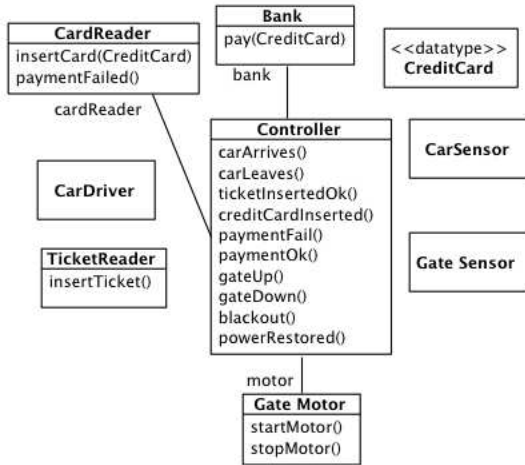 CardReader
insertCard(CreditCard)
paymentFailed()
cardReader
Bank
pay(CreditCard)
bank
<<datatype>>
CreditCard
Controller
carArrives()
carLeaves()
ticketInsertedOk()
creditCardInserted()
paymentFail()
paymentOk()
gateUp()
gateDown()
blackout()
powerRestored()
CarSensor
CarDriver
TicketReader
insertTicket()
Gate Sensor
motor
Gate Motor
startMotor()
stopMotor()